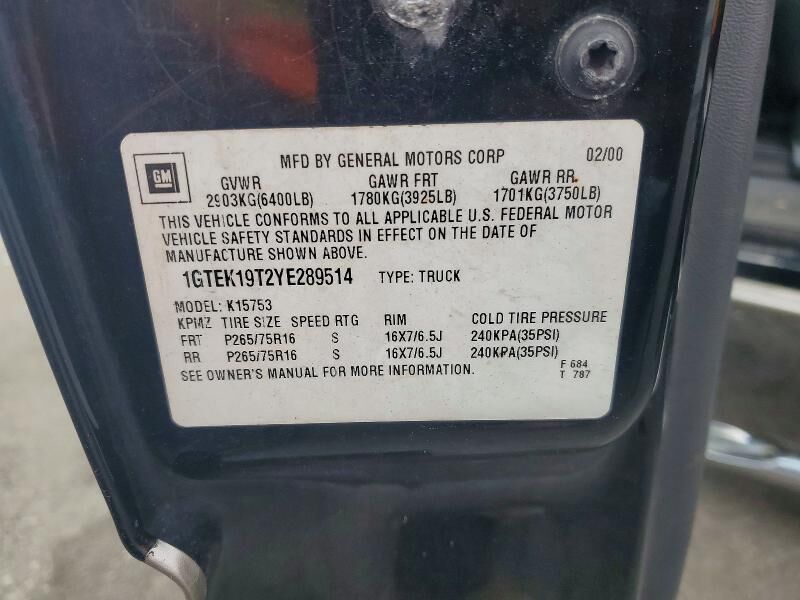 MFD BY GENERAL MOTORS CORP 02/00
GM
GVWR GAWR FRT GAWR RR
2903KG(6400LB) 1780KG(3925LB) 1701KG(3750LB)
THIS VEHICLE CONFORMS TO ALL APPLICABLE U.S. FEDERAL MOTOR
VEHICLE SAFETY STANDARDS IN EFFECT ON THE DATE OF
MANUFACTURE SHOWN ABOVE.
1GTEK19T2YE289514 TYPE: TRUCK
MODEL: K15753
KPMZ TIRE SIZE SPEED RTG RIM COLD TIRE PRESSURE
FRT P265/75R16 S 16X7/6.5J 240KPA(35PSI)
RR P265/75R16 S 16X7/6.5J 240KPA(35PSI)
SEE OWNER'S MANUAL FOR MORE INFORMATION.
F 684
T 787